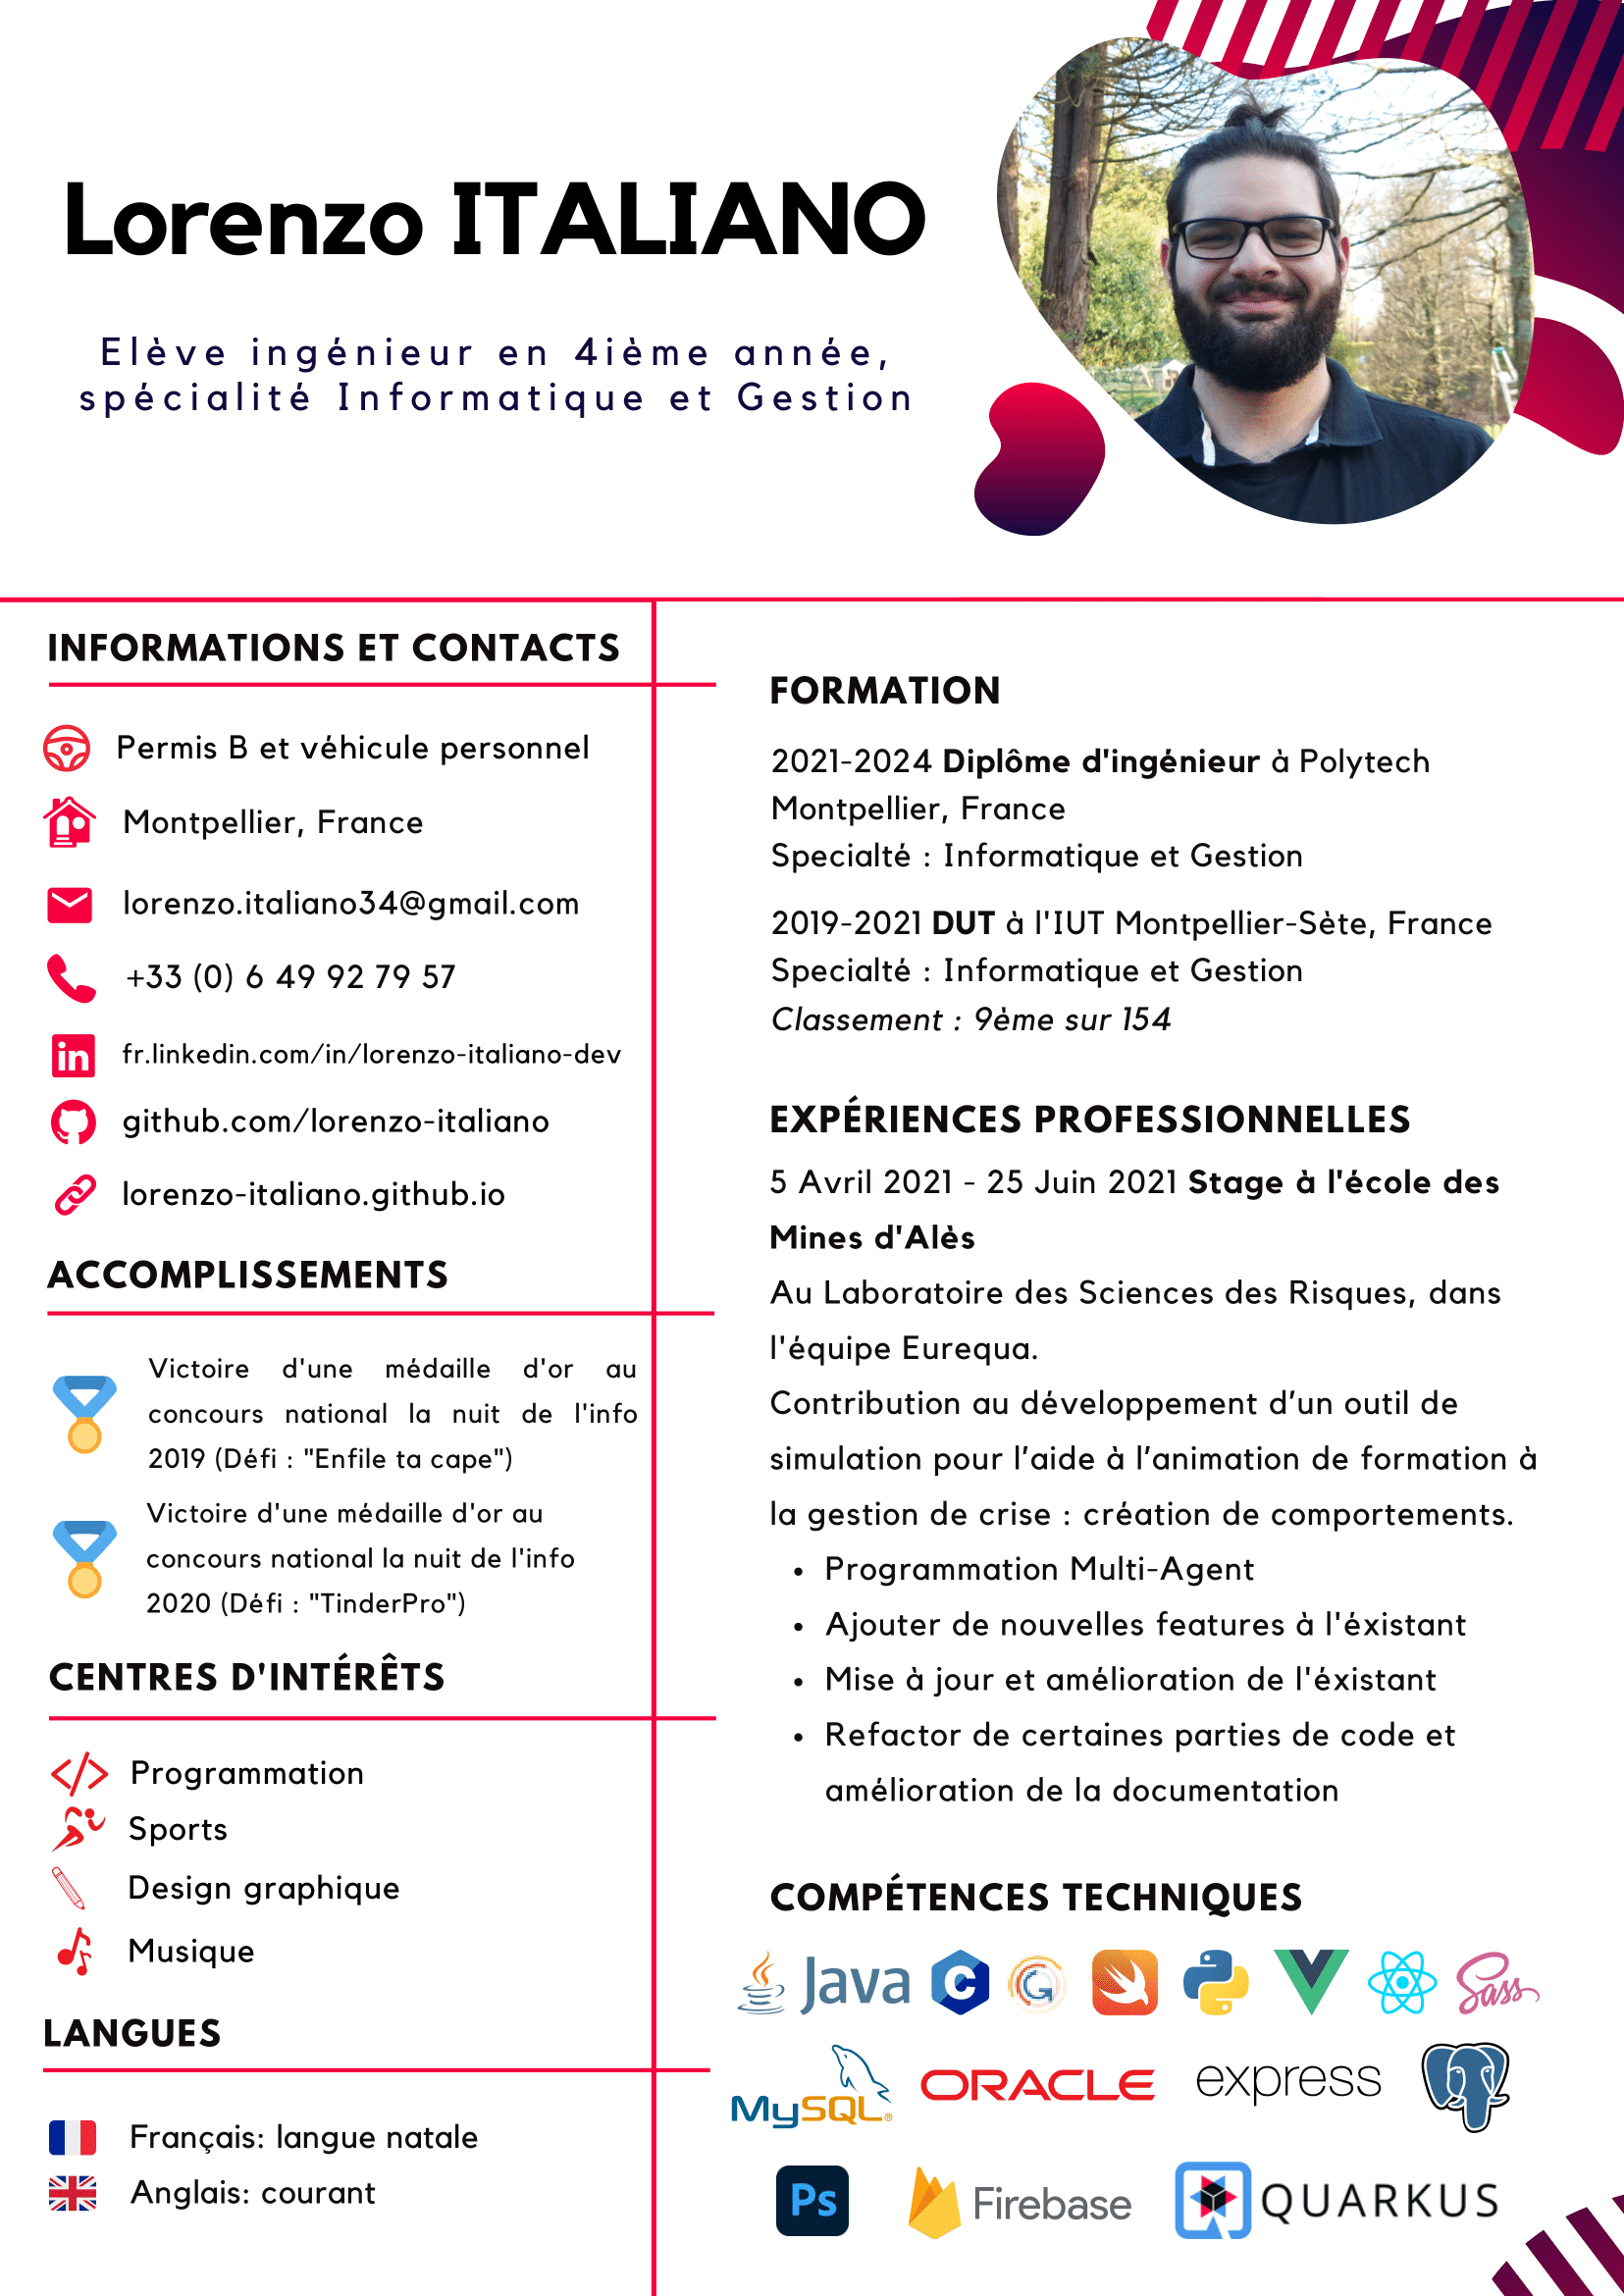 Lorenzo ITALIANO
Elève ingénieur en 4ième année,
spécialité Informatique et Gestion
INFORMATIONS ET CONTACTS
Permis B et véhicule personnel
Montpellier, France
lorenzo.italiano34@gmail.com
+33 (0) 6 49 92 79 57
fr.linkedin.com/in/lorenzo-italiano-dev
github.com/lorenzo-italiano
lorenzo-italiano.github.io
ACCOMPLISSEMENTS
Victoire d'une médaille d'or au
concours national la nuit de l'info
2019 (Défi : "Enfile ta cape")
Victoire d'une médaille d'or au
concours national la nuit de l'info
2020 (Défi : "TinderPro")
CENTRES D'INTÉRÊTS
Programmation
Sports
Design graphique
Musique
LANGUES
Français: langue natale
Anglais: courant
FORMATION
2021-2024 Diplôme d'ingénieur à Polytech
Montpellier, France
Specialté : Informatique et Gestion
2019-2021 DUT à l'IUT Montpellier-Sète, France
Specialté : Informatique et Gestion
Classement : 9ème sur 154
EXPÉRIENCES PROFESSIONNELLES
5 Avril 2021 - 25 Juin 2021 Stage à l'école des
Mines d'Alès
Au Laboratoire des Sciences des Risques, dans
l'équipe Eurequa.
Contribution au développement d’un outil de
simulation pour l’aide à l’animation de formation à
la gestion de crise : création de comportements.
• Programmation Multi-Agent
• Ajouter de nouvelles features à l'éxistant
• Mise à jour et amélioration de l'éxistant
• Refactor de certaines parties de code et
amélioration de la documentation
COMPÉTENCES TECHNIQUES
Java C G Sass
MySQL® ORACLE express
Ps Firebase QUARKUS